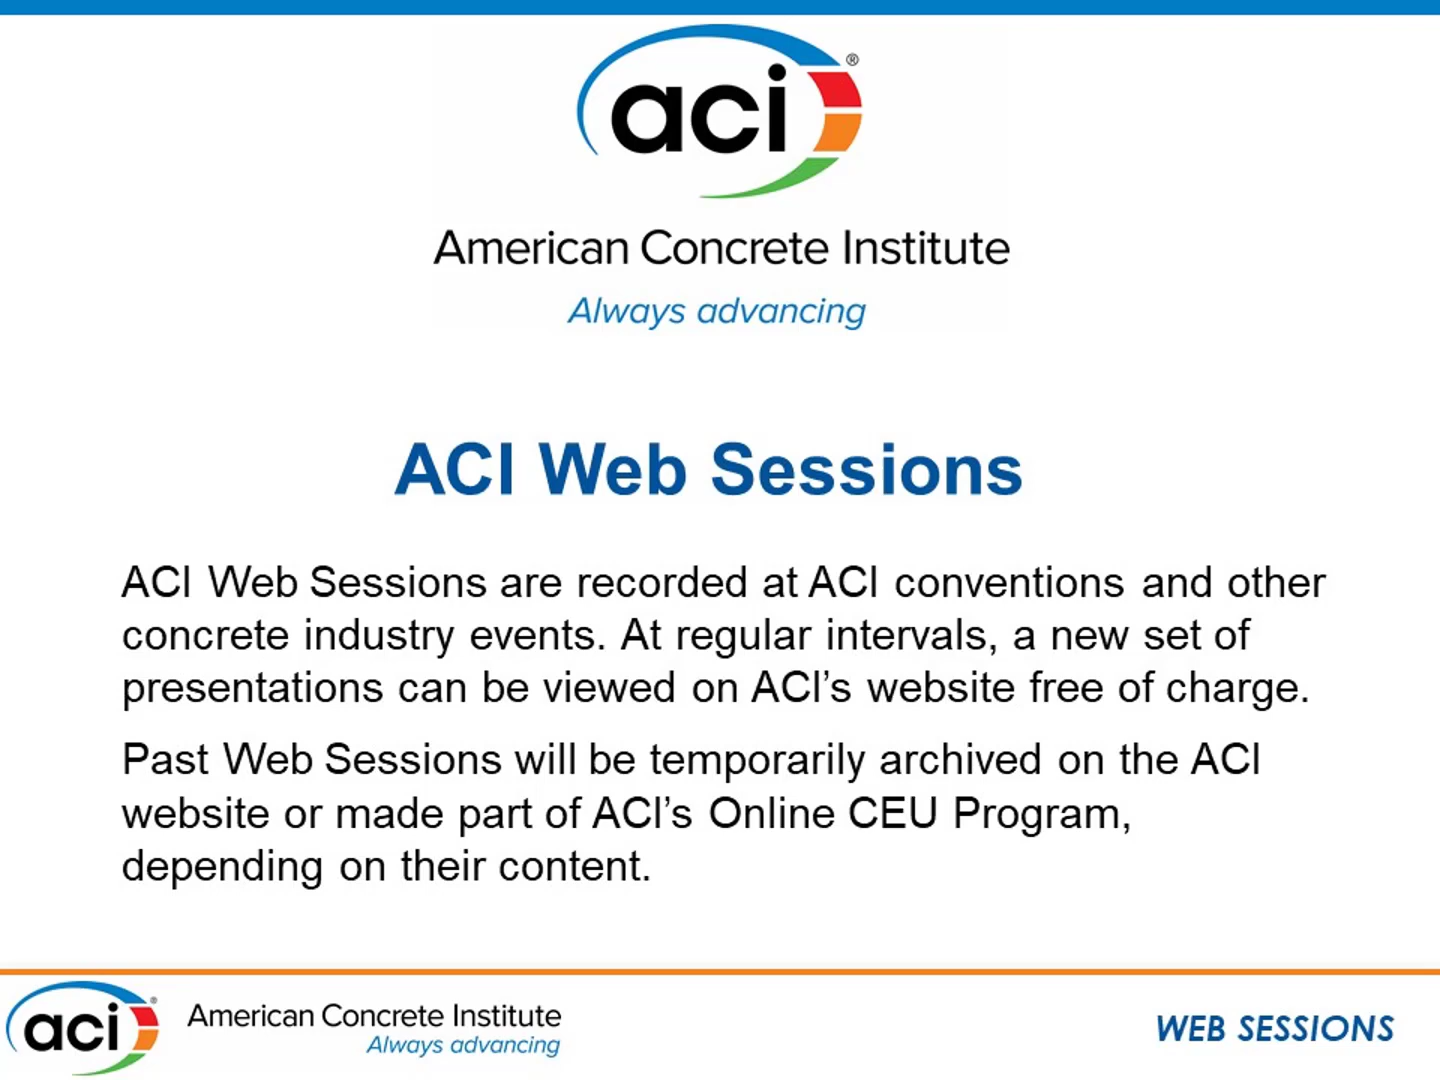 aci®
American Concrete Institute
Always advancing
ACI Web Sessions
ACI Web Sessions are recorded at ACI conventions and other
concrete industry events. At regular intervals, a new set of
presentations can be viewed on ACI’s website free of charge.
Past Web Sessions will be temporarily archived on the ACI
website or made part of ACI’s Online CEU Program,
depending on their content.
aci®
American Concrete Institute
Always advancing
WEB SESSIONS